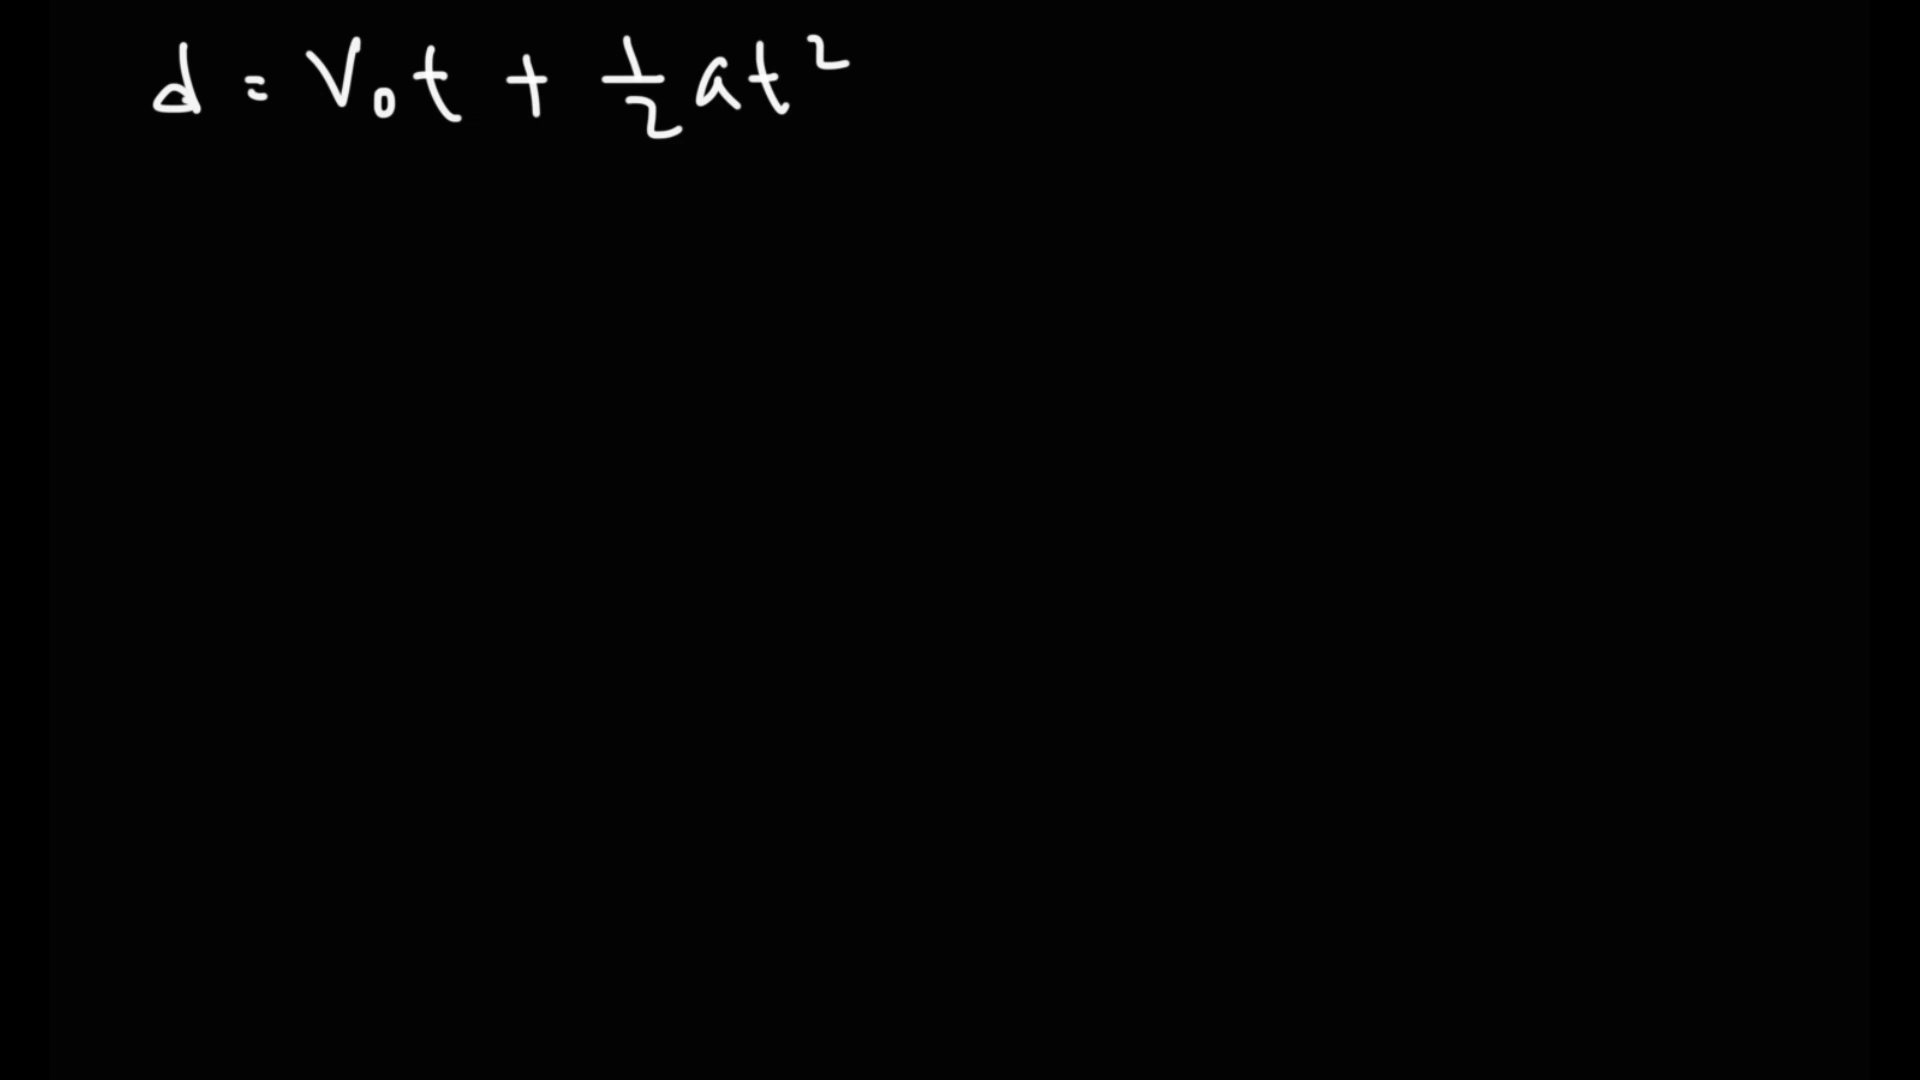 d = V₀t + ½at²